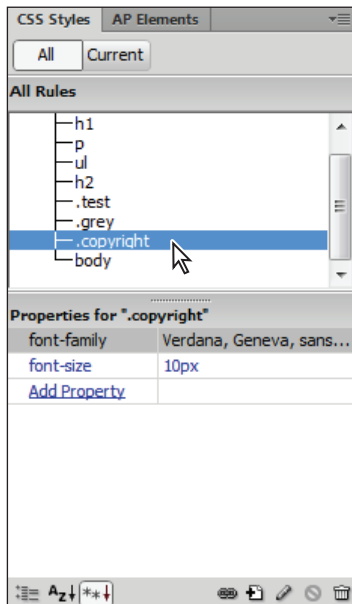 CSS Styles AP Elements
All Current
All Rules
h1
p
ul
h2
.test
.grey
.copyright
body
Properties for ".copyright"
font-family Verdana, Geneva, sans...
font-size 10px
Add Property
AZ↓ **↓